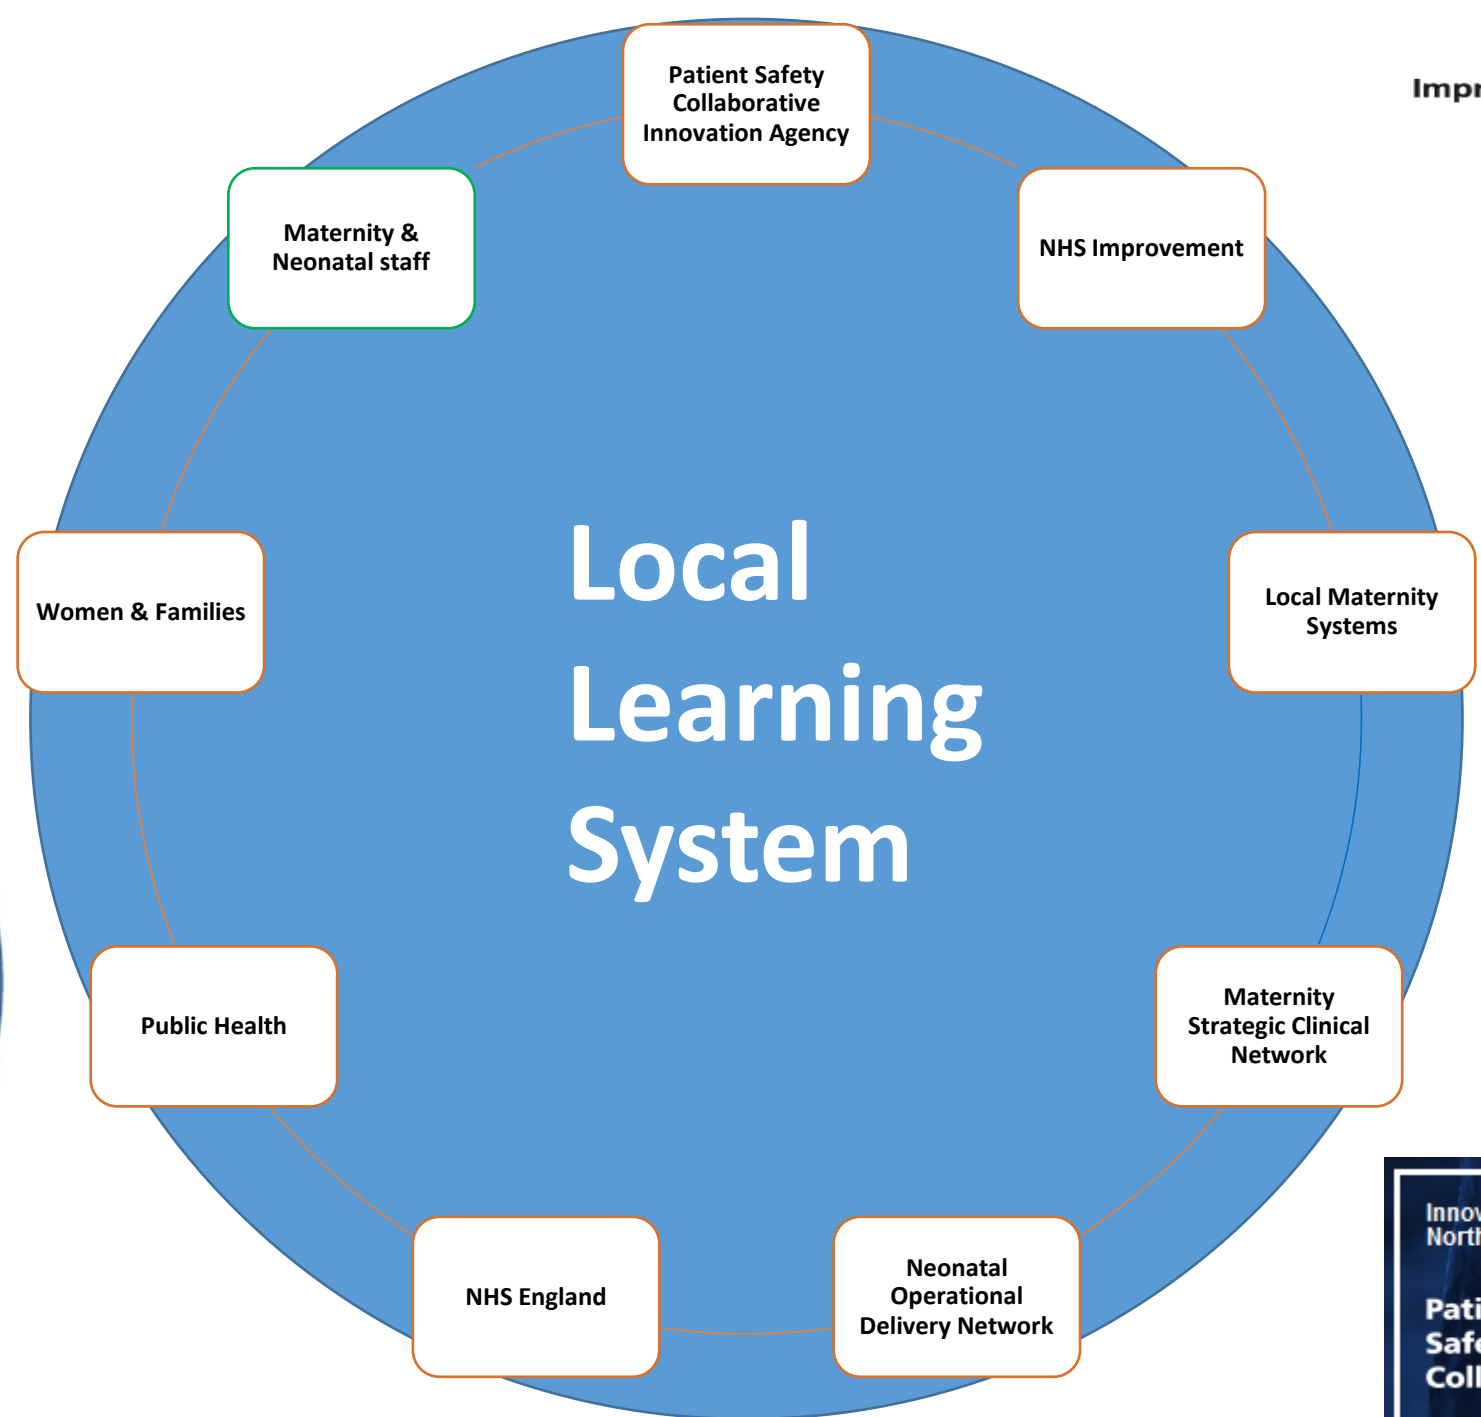 Patient Safety
Collaborative
Innovation Agency
Maternity &
Neonatal staff
NHS Improvement
Women & Families
Local
Learning
System
Local Maternity
Systems
Public Health
Maternity
Strategic Clinical
Network
NHS England
Neonatal
Operational
Delivery Network